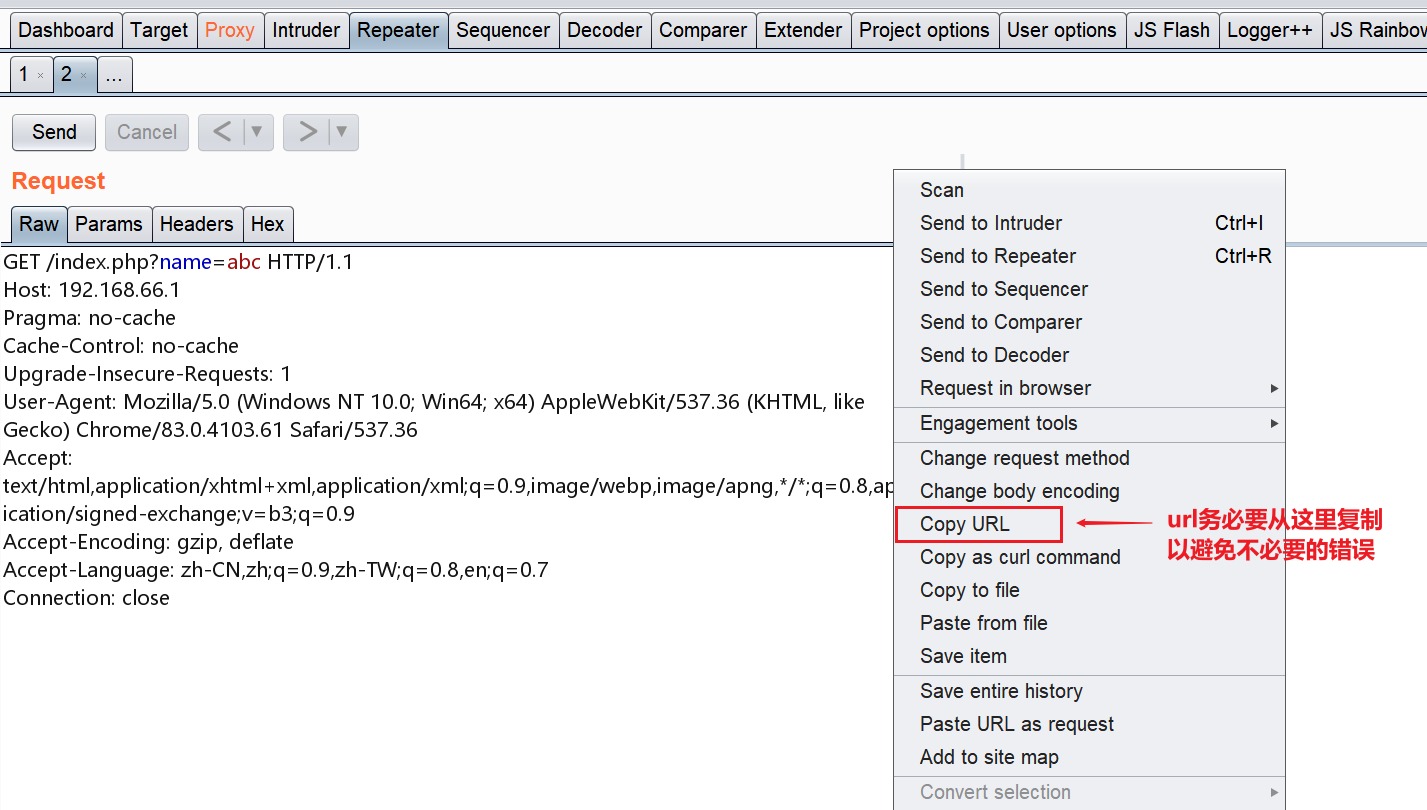 Dashboard Target Proxy Intruder Repeater Sequencer Decoder Comparer Extender Project options User options JS Flash Logger++ JS Rainbow
1 × 2 × ...
Send Cancel < ▼ > ▼
Request
Raw Params Headers Hex
GET /index.php?name=abc HTTP/1.1
Host: 192.168.66.1
Pragma: no-cache
Cache-Control: no-cache
Upgrade-Insecure-Requests: 1
User-Agent: Mozilla/5.0 (Windows NT 10.0; Win64; x64) AppleWebKit/537.36 (KHTML, like
Gecko) Chrome/83.0.4103.61 Safari/537.36
Accept:
text/html,application/xhtml+xml,application/xml;q=0.9,image/webp,image/apng,*/*;q=0.8,ap
ication/signed-exchange;v=b3;q=0.9
Accept-Encoding: gzip, deflate
Accept-Language: zh-CN,zh;q=0.9,zh-TW;q=0.8,en;q=0.7
Connection: close
Scan
Send to Intruder Ctrl+I
Send to Repeater Ctrl+R
Send to Sequencer
Send to Comparer
Send to Decoder
Request in browser
Engagement tools
Change request method
Change body encoding
Copy URL
Copy as curl command
Copy to file
Paste from file
Save item
Save entire history
Paste URL as request
Add to site map
Convert selection
url务必要从这里复制
以避免不必要的错误